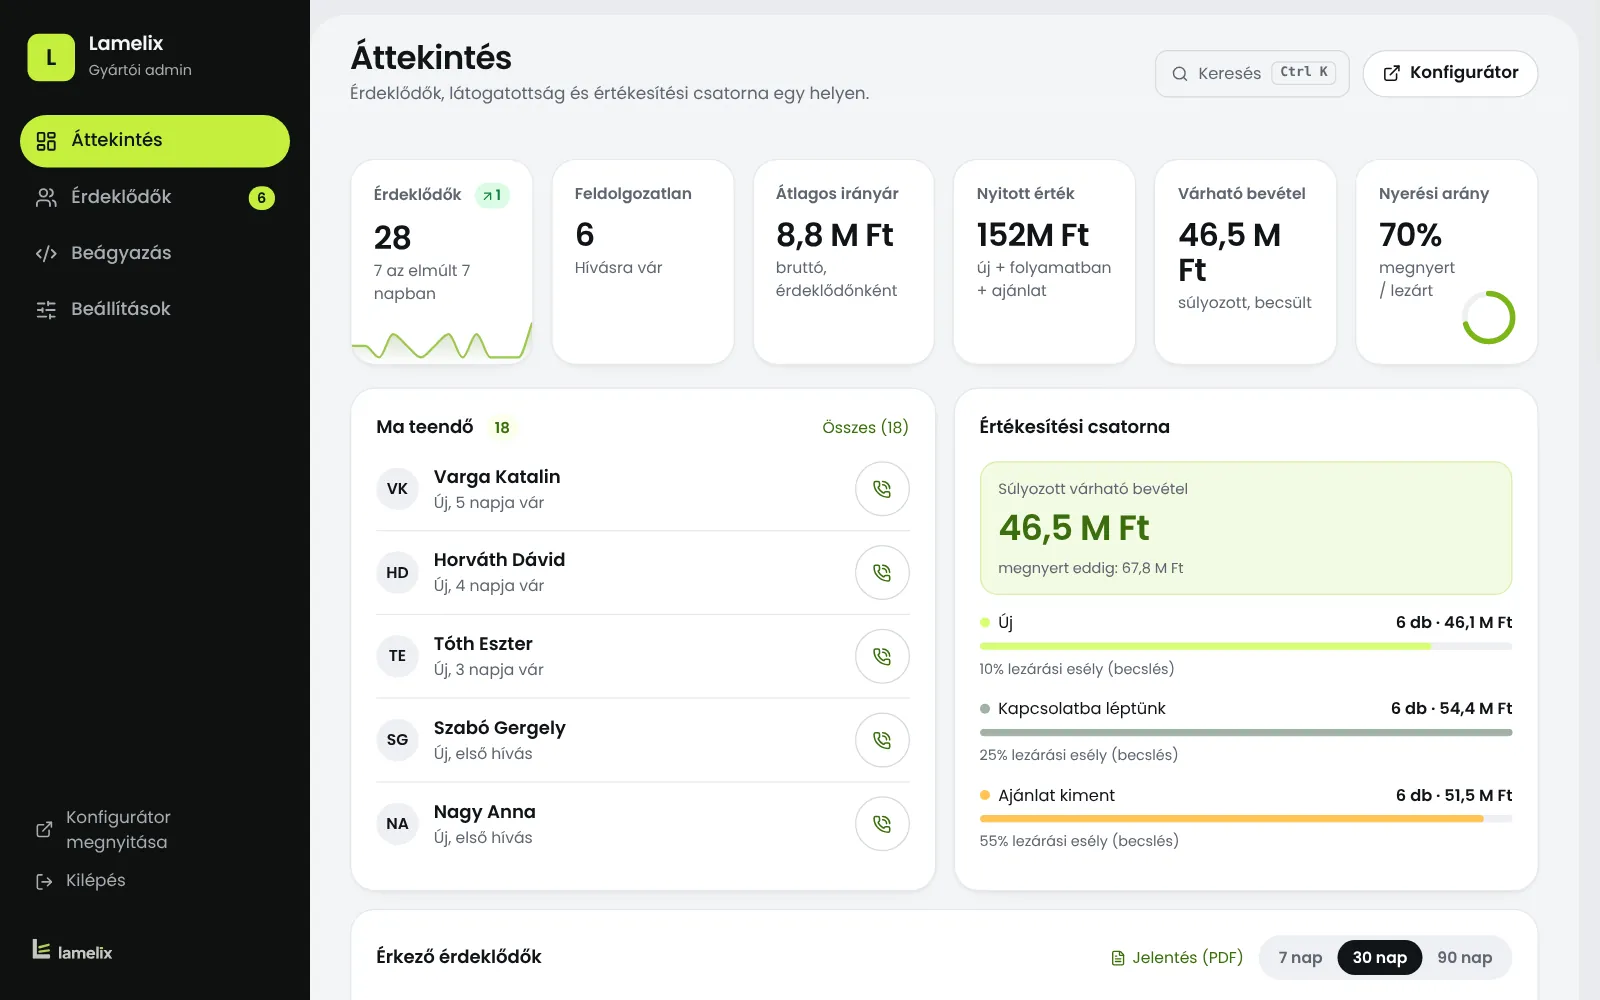 L
Lamelix
Gyártói admin
Áttekintés
Érdeklődők
6
Beágyazás
Beállítások
Konfigurátor
megnyitása
Kilépés
lamelix
Áttekintés
Érdeklődők, látogatottság és értékesítési csatorna egy helyen.
Keresés
Ctrl K
Konfigurátor
Érdeklődők
1
28
7 az elmúlt 7
napban
Feldolgozatlan
6
Hívásra vár
Átlagos irányár
8,8 M Ft
bruttó,
érdeklődőnként
Nyitott érték
152M Ft
új + folyamatban
+ ajánlat
Várható bevétel
46,5 M
Ft
súlyozott, becsült
Nyerési arány
70%
megnyert
/ lezárt
Ma teendő
18
Összes (18)
VK
Varga Katalin
Új, 5 napja vár
HD
Horváth Dávid
Új, 4 napja vár
TE
Tóth Eszter
Új, 3 napja vár
SG
Szabó Gergely
Új, első hívás
NA
Nagy Anna
Új, első hívás
Értékesítési csatorna
Súlyozott várható bevétel
46,5 M Ft
megnyert eddig: 67,8 M Ft
Új
6 db · 46,1 M Ft
10% lezárási esély (becslés)
Kapcsolatba léptünk
6 db · 54,4 M Ft
25% lezárási esély (becslés)
Ajánlat kiment
6 db · 51,5 M Ft
55% lezárási esély (becslés)
Érkező érdeklődők
Jelentés (PDF)
7 nap
30 nap
90 nap